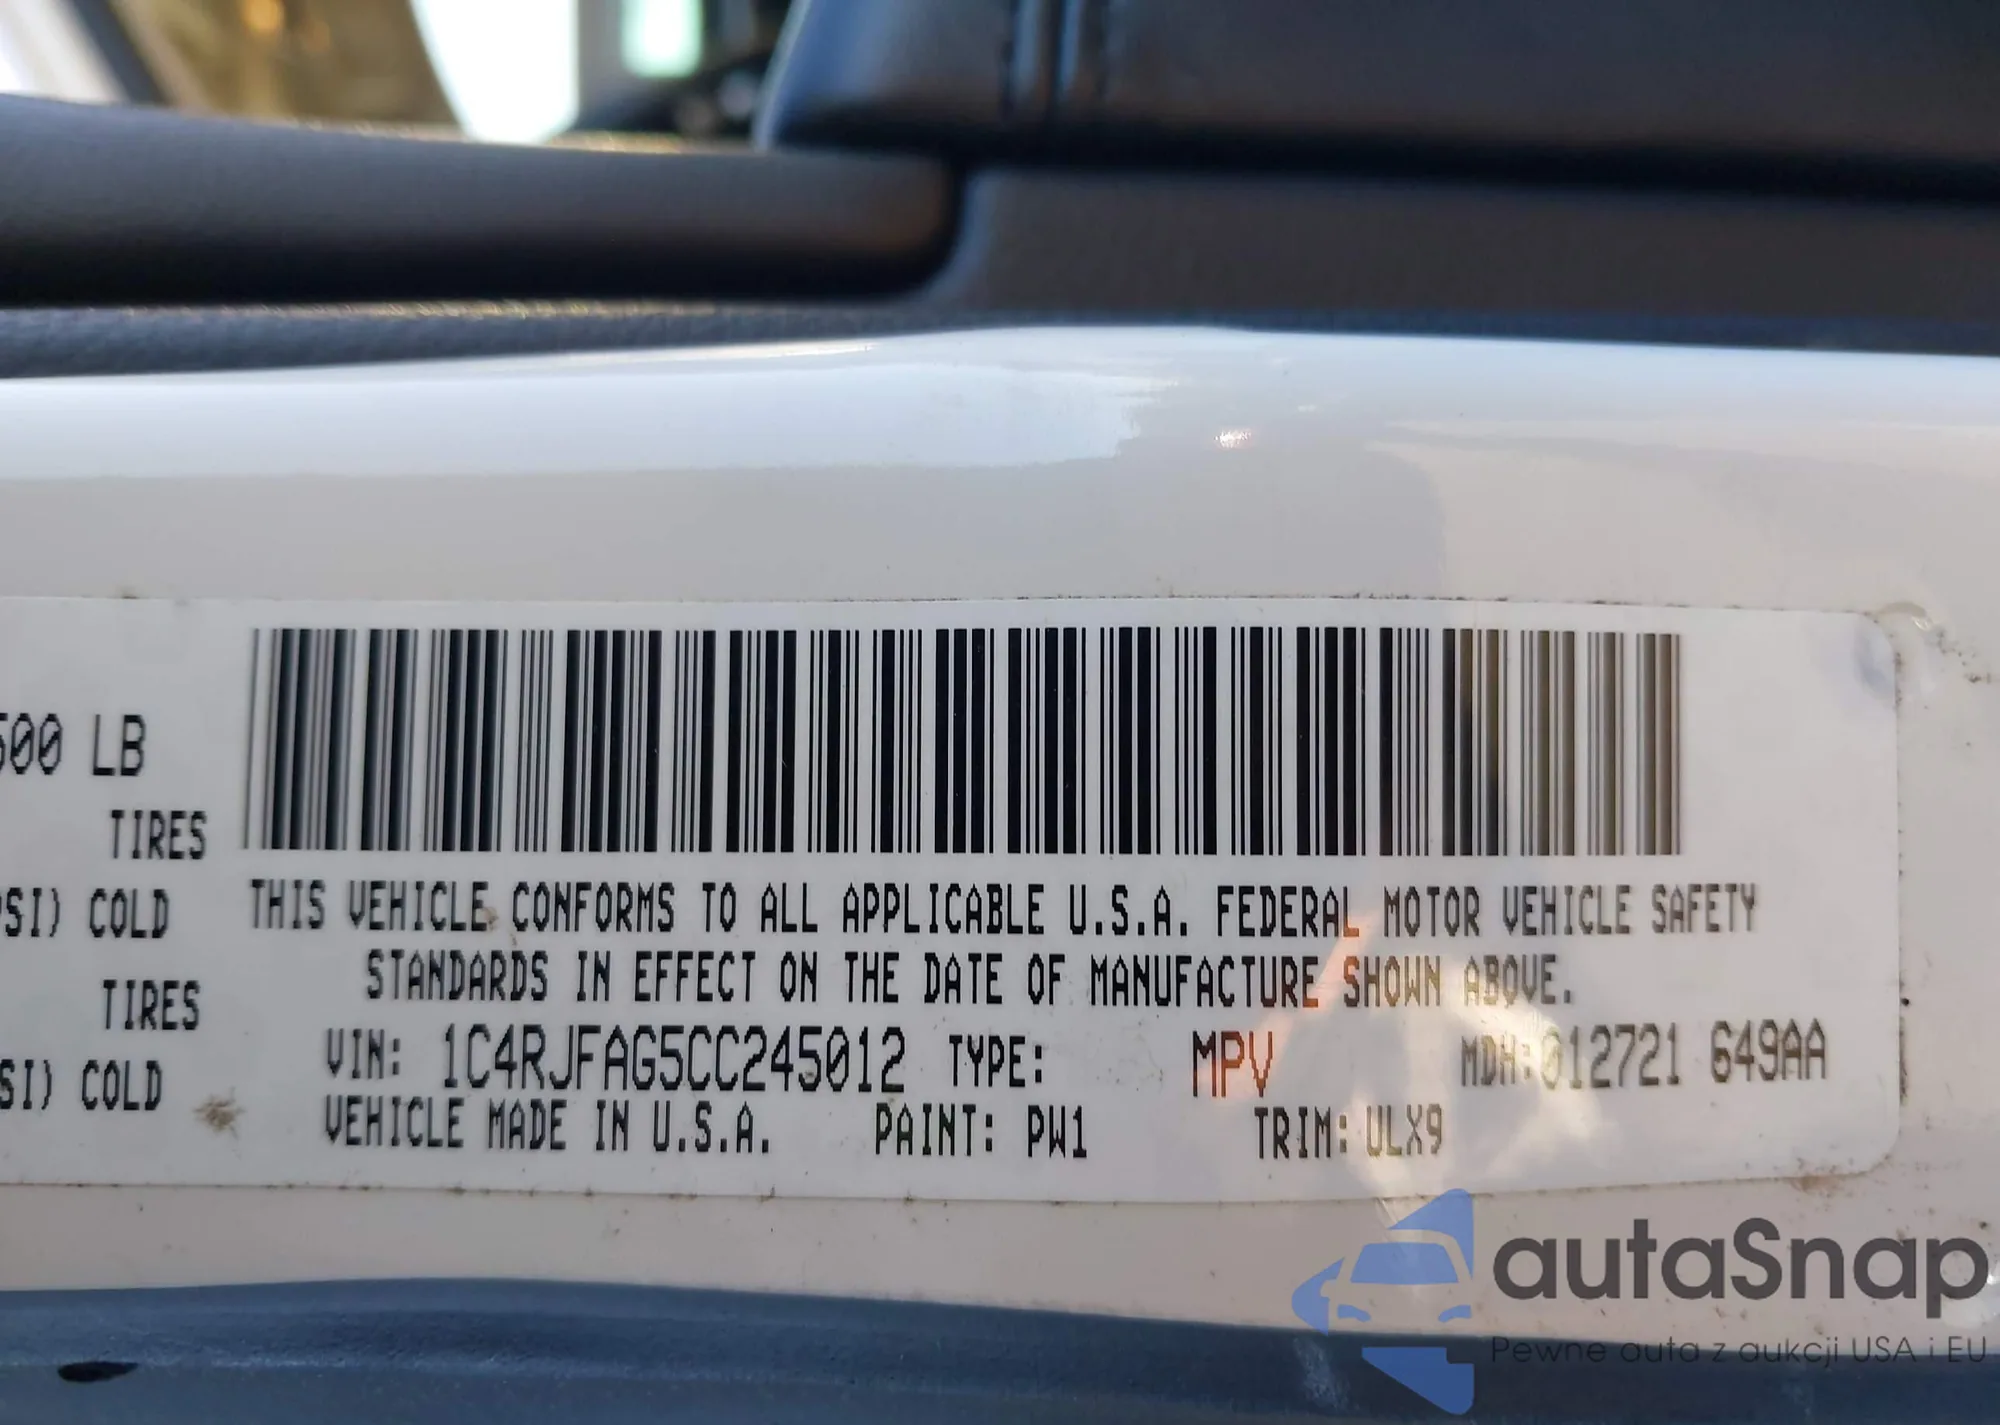 500 LB
TIRES
PSI) COLD
TIRES
SI) COLD
THIS VEHICLE CONFORMS TO ALL APPLICABLE U.S.A. FEDERAL MOTOR VEHICLE SAFETY
STANDARDS IN EFFECT ON THE DATE OF MANUFACTURE SHOWN ABOVE.
VIN: 1C4RJFAG5CC245012 TYPE: MPV MDH:012721 649AA
VEHICLE MADE IN U.S.A. PAINT: PW1 TRIM: ULX9
autaSnap
Pewne auta z aukcji USA i EU